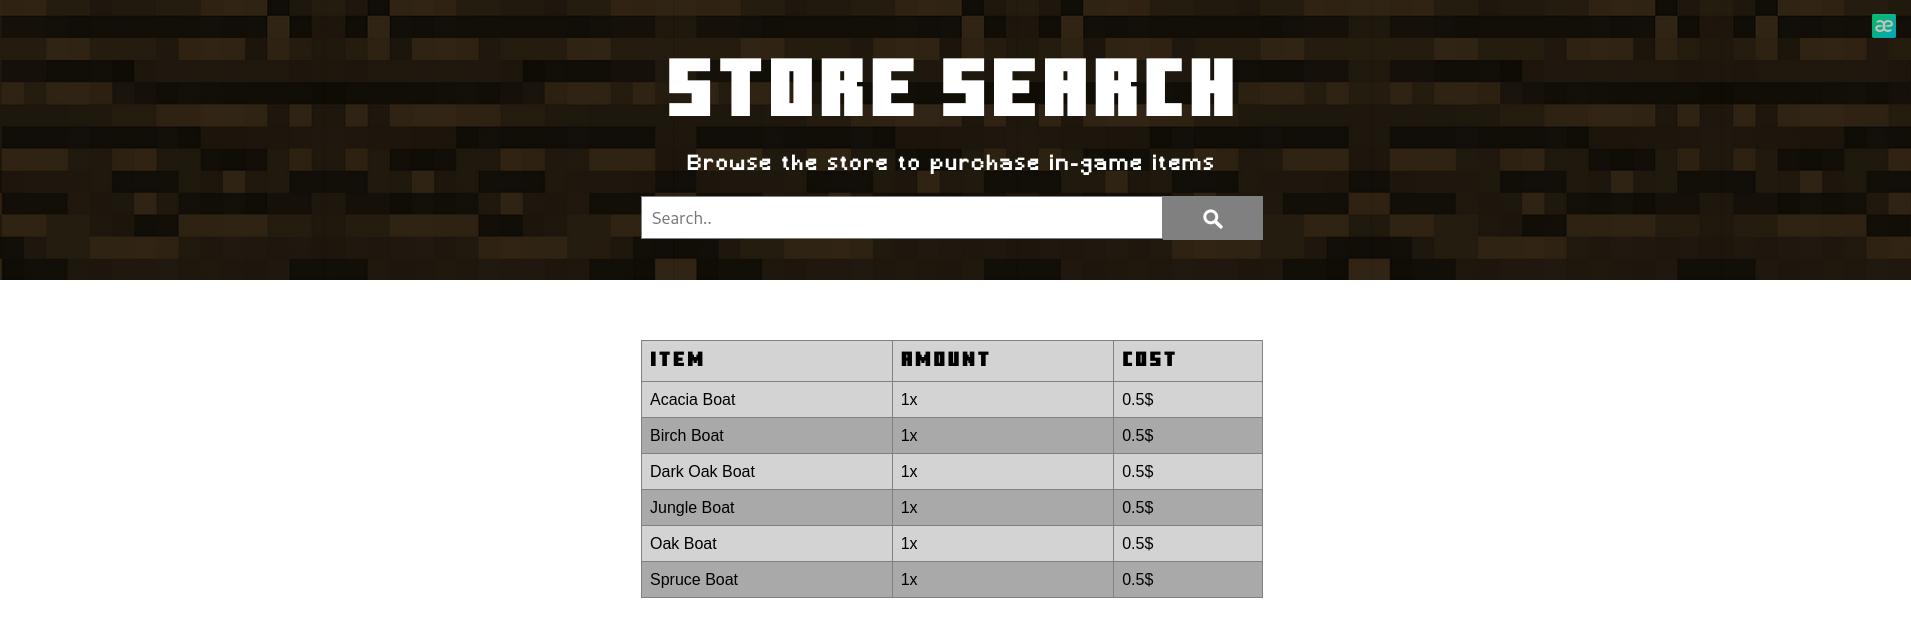 æ
STORE SEARCH
Browse the store to purchase in-game items
Search..
ITEM AMOUNT COST
Acacia Boat 1x 0.5$
Birch Boat 1x 0.5$
Dark Oak Boat 1x 0.5$
Jungle Boat 1x 0.5$
Oak Boat 1x 0.5$
Spruce Boat 1x 0.5$